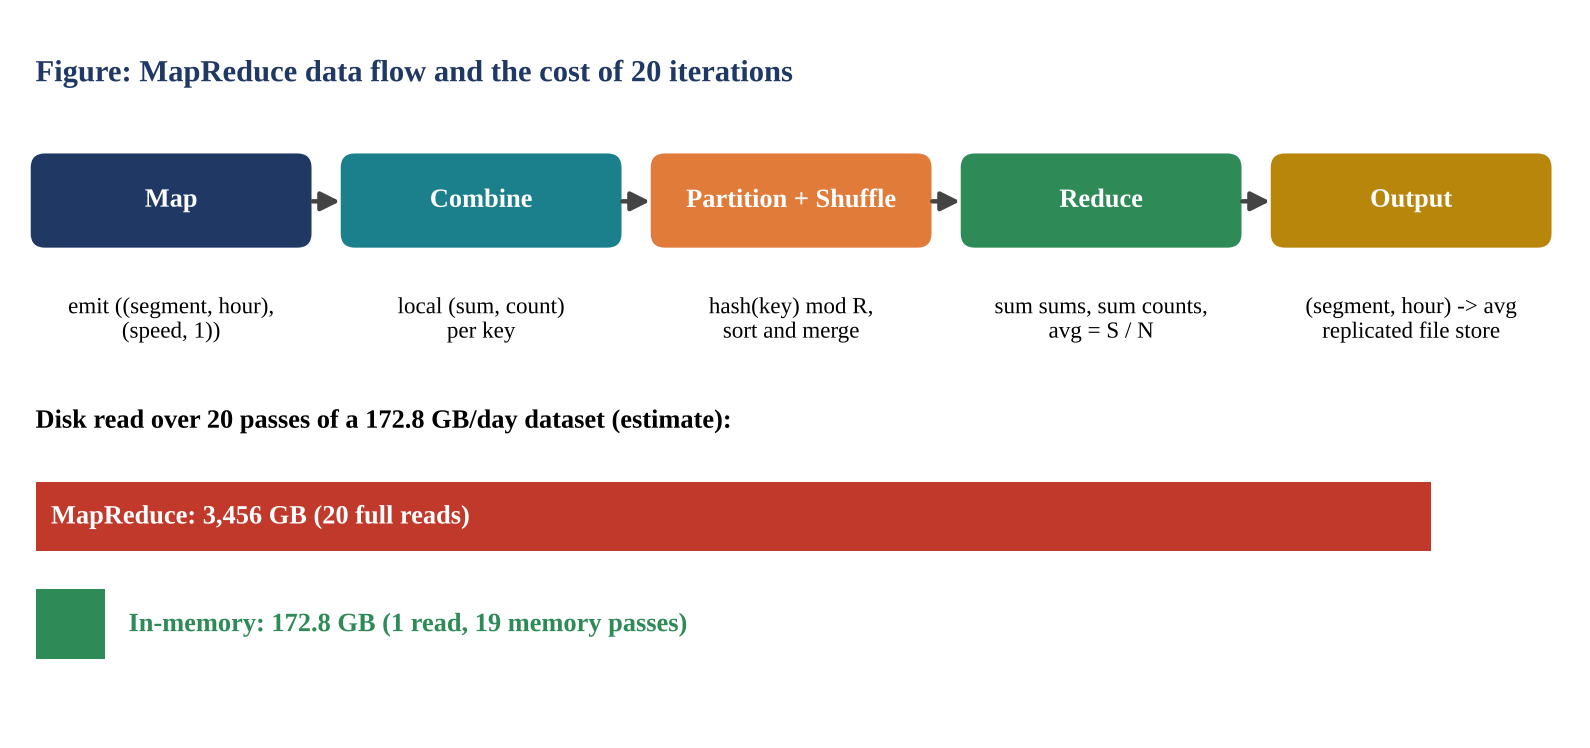 Figure: MapReduce data flow and the cost of 20 iterations
Map
Combine
Partition + Shuffle
Reduce
Output
emit ((segment, hour),
(speed, 1))
local (sum, count)
per key
hash(key) mod R,
sort and merge
sum sums, sum counts,
avg = S / N
(segment, hour) -> avg
replicated file store
Disk read over 20 passes of a 172.8 GB/day dataset (estimate):
MapReduce: 3,456 GB (20 full reads)
In-memory: 172.8 GB (1 read, 19 memory passes)